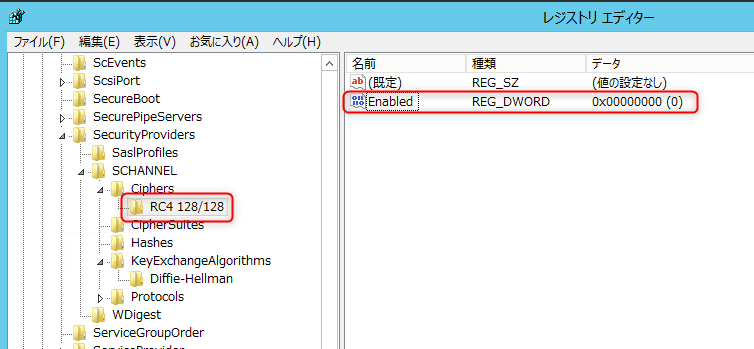 レジストリ エディター
ファイル(F) 編集(E) 表示(V) お気に入り(A) ヘルプ(H)
ScEvents
ScsiPort
SecureBoot
SecurePipeServers
SecurityProviders
SaslProfiles
SCHANNEL
Ciphers
RC4 128/128
CipherSuites
Hashes
KeyExchangeAlgorithms
Diffie-Hellman
Protocols
WDigest
ServiceGroupOrder
ServiceProvider
名前 種類 データ
ab (既定) REG_SZ (値の設定なし)
Enabled REG_DWORD 0x00000000 (0)